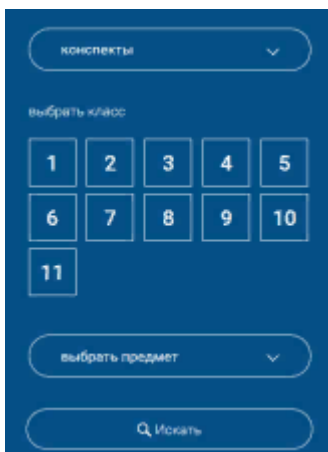 конспекты
выбрать класс
1 2 3 4 5
6 7 8 9 10
11
выбрать предмет
Искать